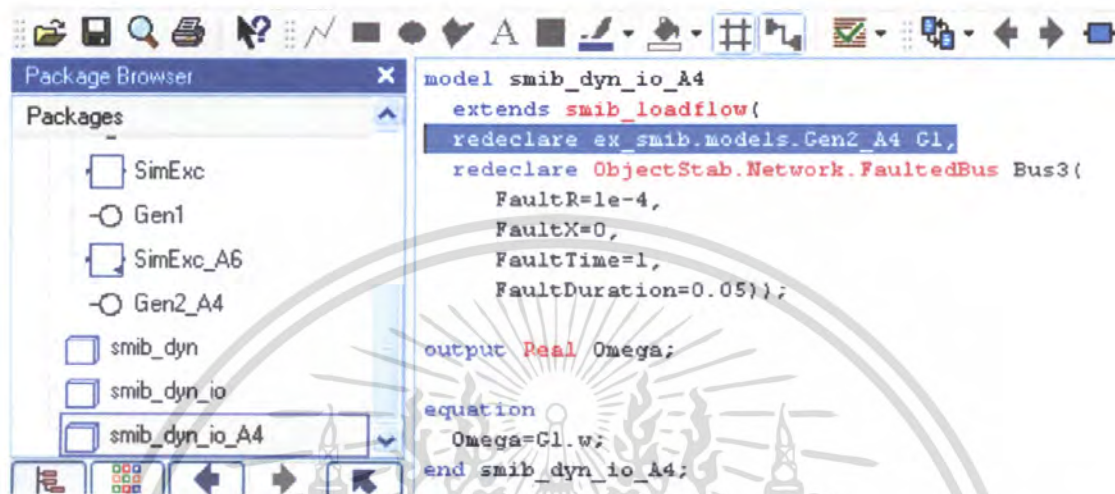 A
Package Browser
Packages
SimExc
Gen1
SimExc_A6
Gen2_A4
smib_dyn
smib_dyn_io
smib_dyn_io_A4
model smib_dyn_io_A4
extends smib_loadflow(
redeclare ex_smib.models.Gen2_A4 G1,
redeclare ObjectStab.Network.FaultedBus Bus3(
FaultR=1e-4,
FaultX=0,
FaultTime=1,
FaultDuration=0.05));
output Real Omega;
equation
Omega=G1.w;
end smib_dyn_io_A4;